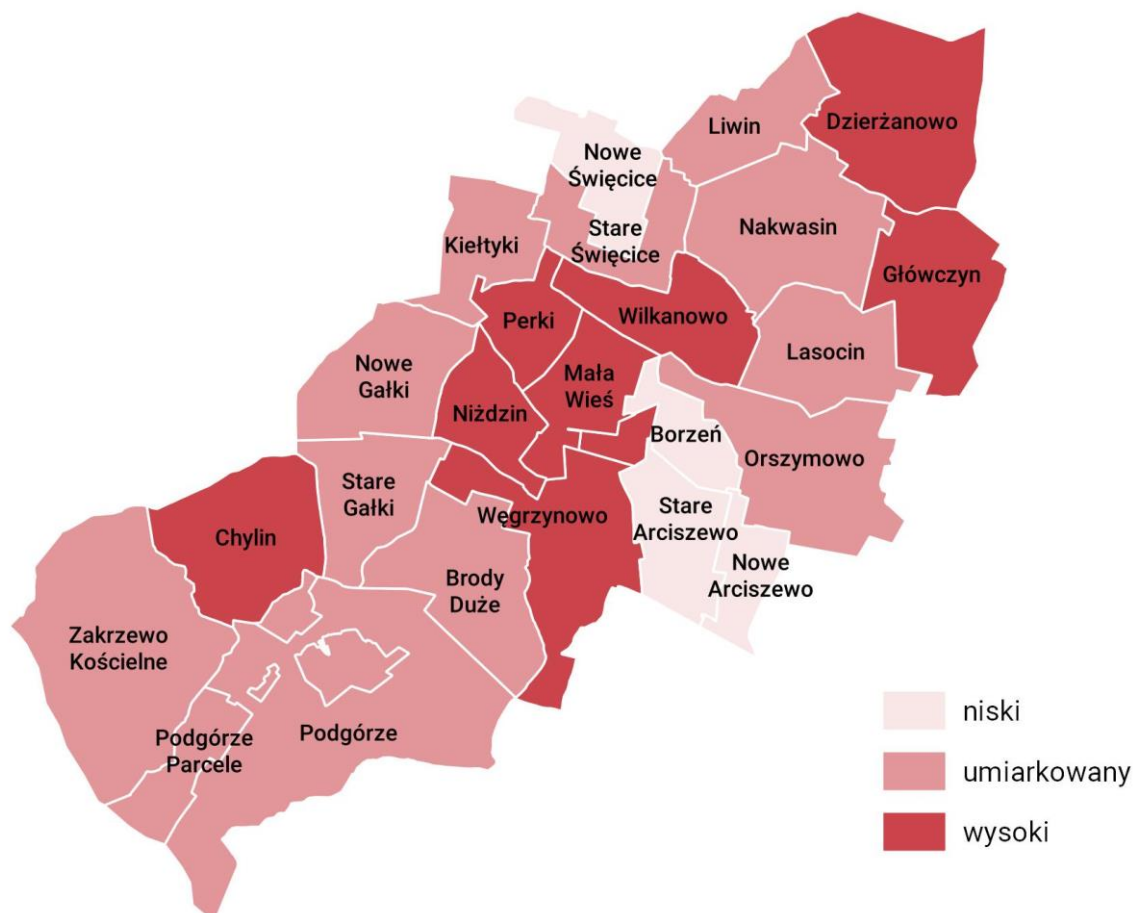 Dzierżanowo
Liwin
Nowe
Święcice
Nakwasin
Stare
Święcice
Kiełtyki
Główczyn
Perki
Wilkanowo
Lasocin
Nowe
Gałki
Mała
Wieś
Niżdzin
Borzeń
Orszymowo
Stare
Gałki
Węgrzynowo
Stare
Arciszewo
Chylin
Nowe
Arciszewo
Brody
Duże
Zakrzewo
Kościelne
Podgórze
Parcele
Podgórze
niski
umiarkowany
wysoki